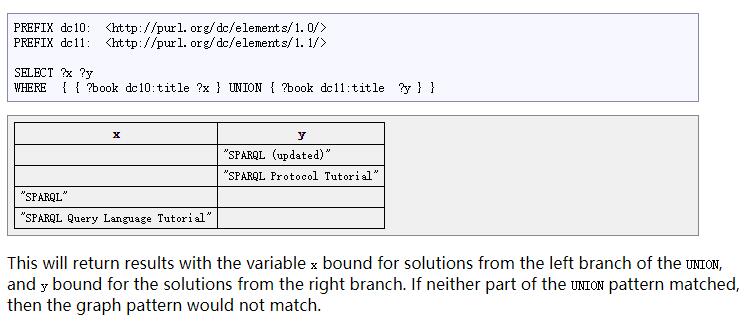 PREFIX dc10:  <http://purl.org/dc/elements/1.0/>
PREFIX dc11:  <http://purl.org/dc/elements/1.1/>
SELECT ?x ?y
WHERE  { { ?book dc10:title ?x } UNION { ?book dc11:title  ?y } }
x y
"SPARQL (updated)"
"SPARQL Protocol Tutorial"
"SPARQL"
"SPARQL Query Language Tutorial"
This will return results with the variable x bound for solutions from the left branch of the UNION,
and y bound for the solutions from the right branch. If neither part of the UNION pattern matched,
then the graph pattern would not match.